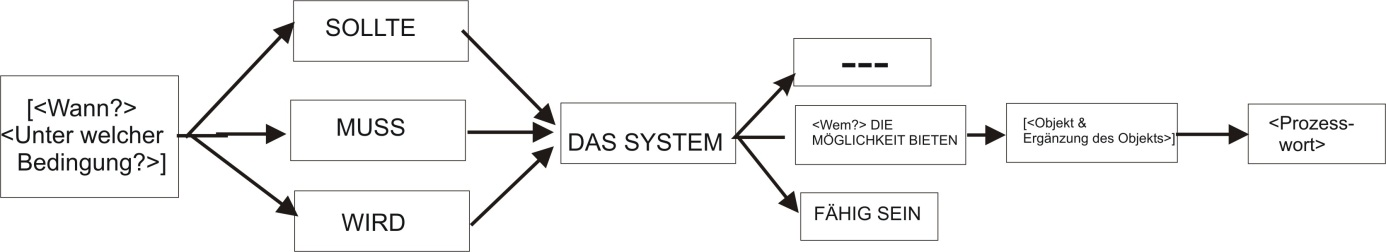 [<Wann?>
<Unter welcher
Bedingung?>]
SOLLTE
MUSS
WIRD
DAS SYSTEM
---
<Wem?> DIE
MÖGLICHKEIT BIETEN
FÄHIG SEIN
[<Objekt &
Ergänzung des Objekts>]
<Prozess-
wort>